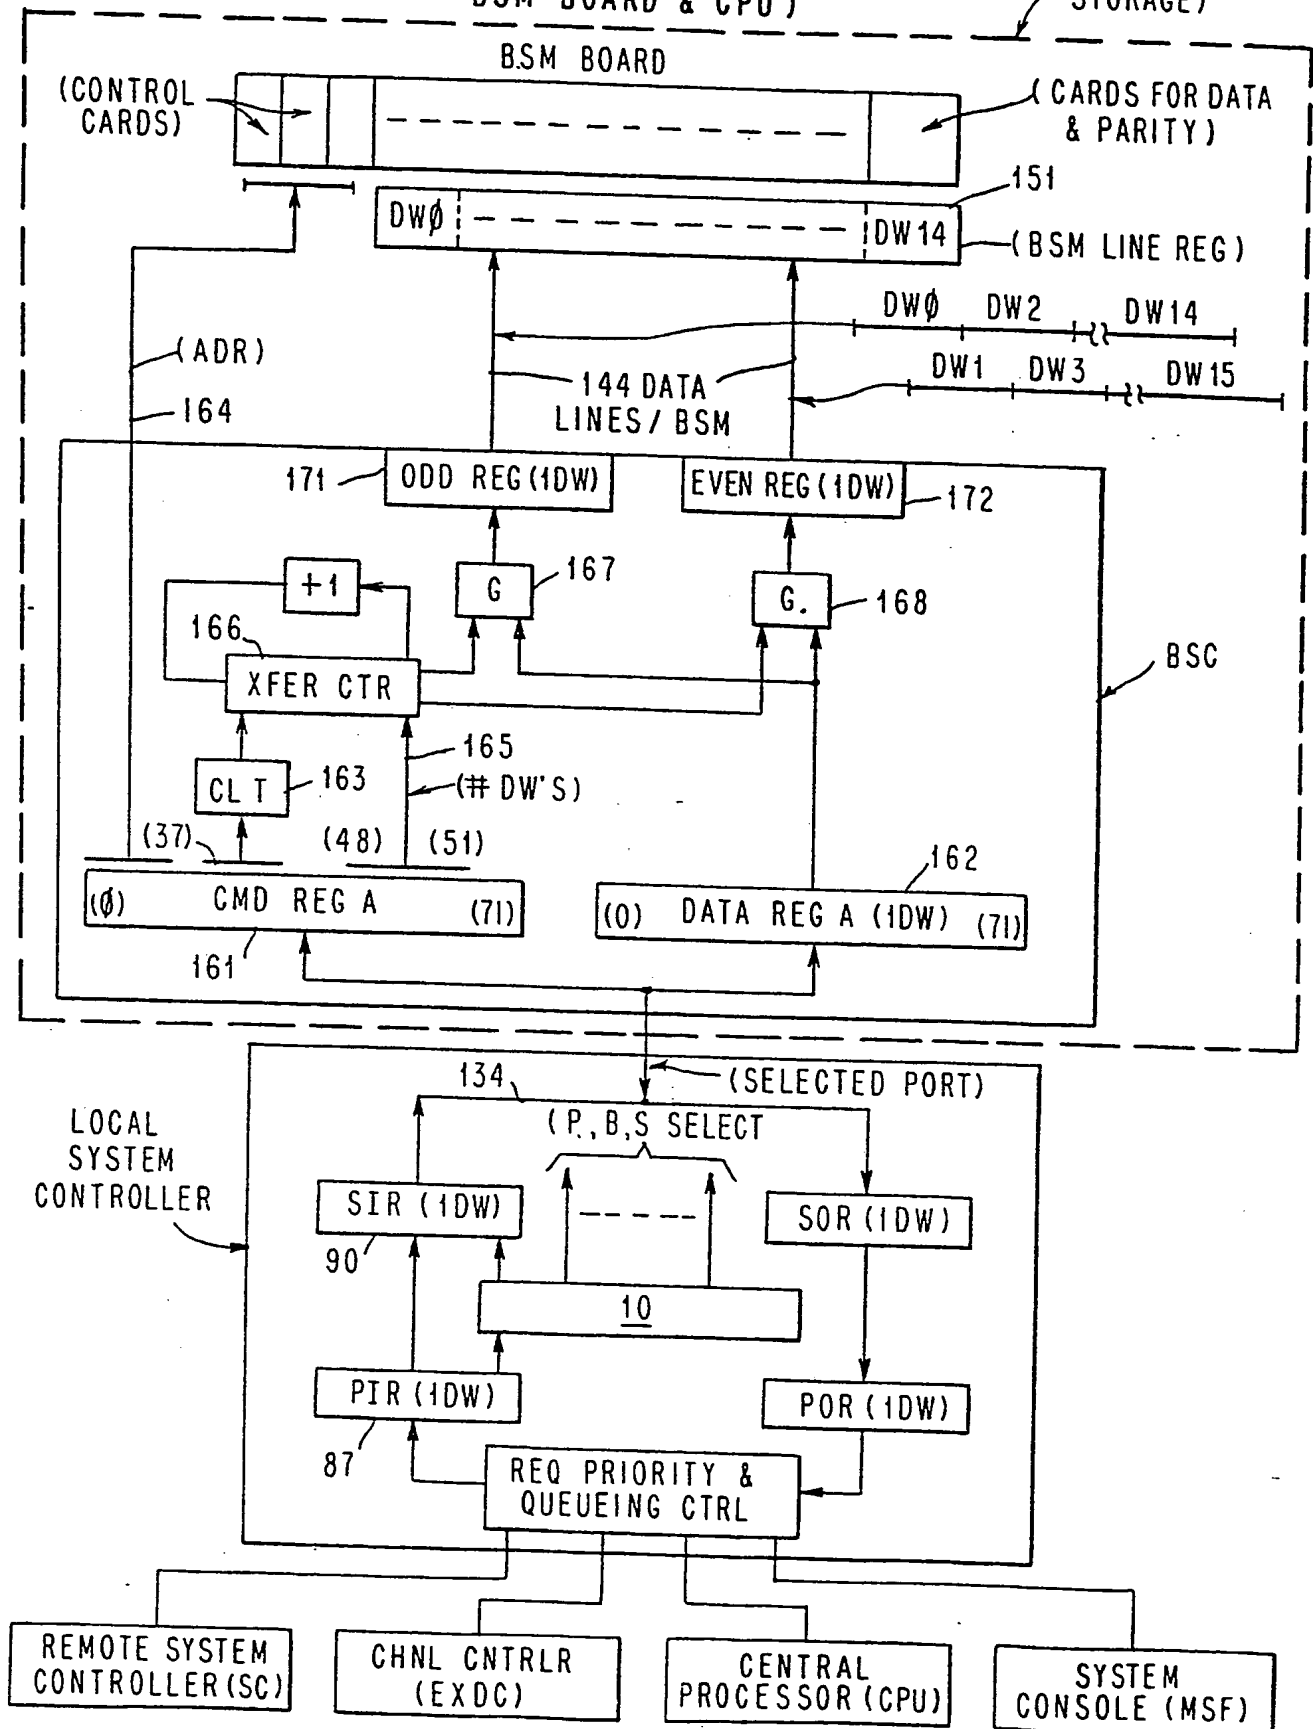 BSM BOARD & CPU)
STORAGE)
BSM BOARD
(CONTROL
CARDS)
(CARDS FOR DATA
& PARITY)
151
DWϕ
DW14
(BSM LINE REG)
DWϕ DW2 DW14
(ADR)
DW1 DW3 DW15
144 DATA
LINES/BSM
164
171
ODD REG(1DW)
EVEN REG(1DW)
172
+1
G
167
G.
168
166
XFER CTR
BSC
165
CLT
163
(# DW'S)
(37)
(48)
(51)
162
(ϕ)
CMD REG A
(71)
(0)
DATA REG A (1DW)
(71)
161
134
(SELECTED PORT)
(P.,B,S SELECT
LOCAL
SYSTEM
CONTROLLER
SIR (1DW)
SOR (1DW)
90
10
PIR (1DW)
POR (1DW)
87
REQ PRIORITY &
QUEUEING CTRL
REMOTE SYSTEM
CONTROLLER(SC)
CHNL CNTRLR
(EXDC)
CENTRAL
PROCESSOR(CPU)
SYSTEM
CONSOLE (MSF)